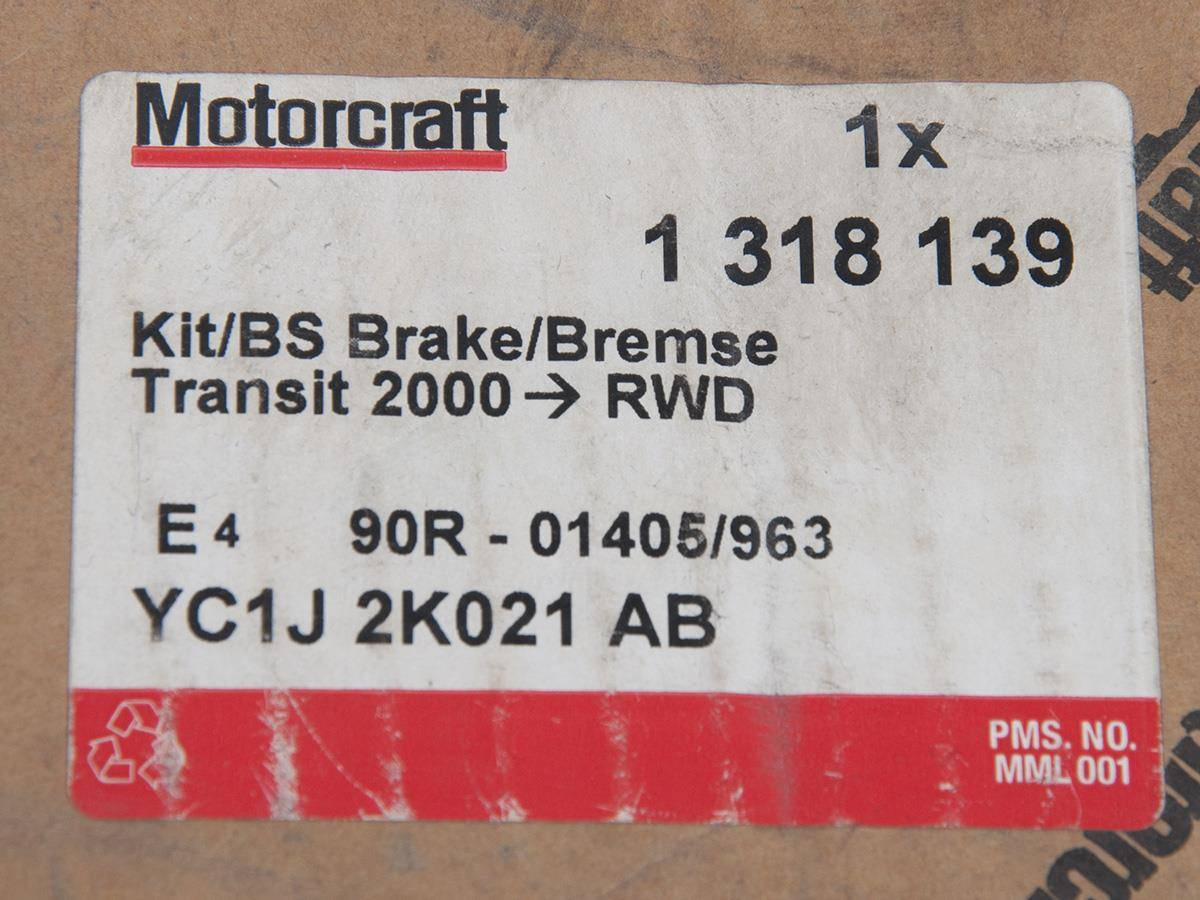 Motorcraft
1x
1 318 139
Kit/BS Brake/Bremse
Transit 2000 → RWD
E 4 90R - 01405/963
YC1J 2K021 AB
PMS. NO.
MML 001